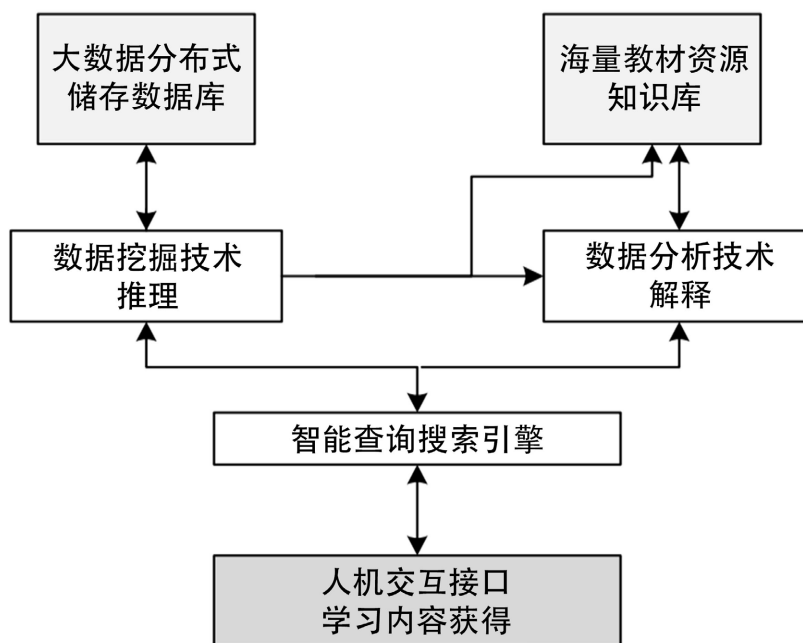 大数据分布式
储存数据库
海量教材资源
知识库
数据挖掘技术
推理
数据分析技术
解释
智能查询搜索引擎
人机交互接口
学习内容获得